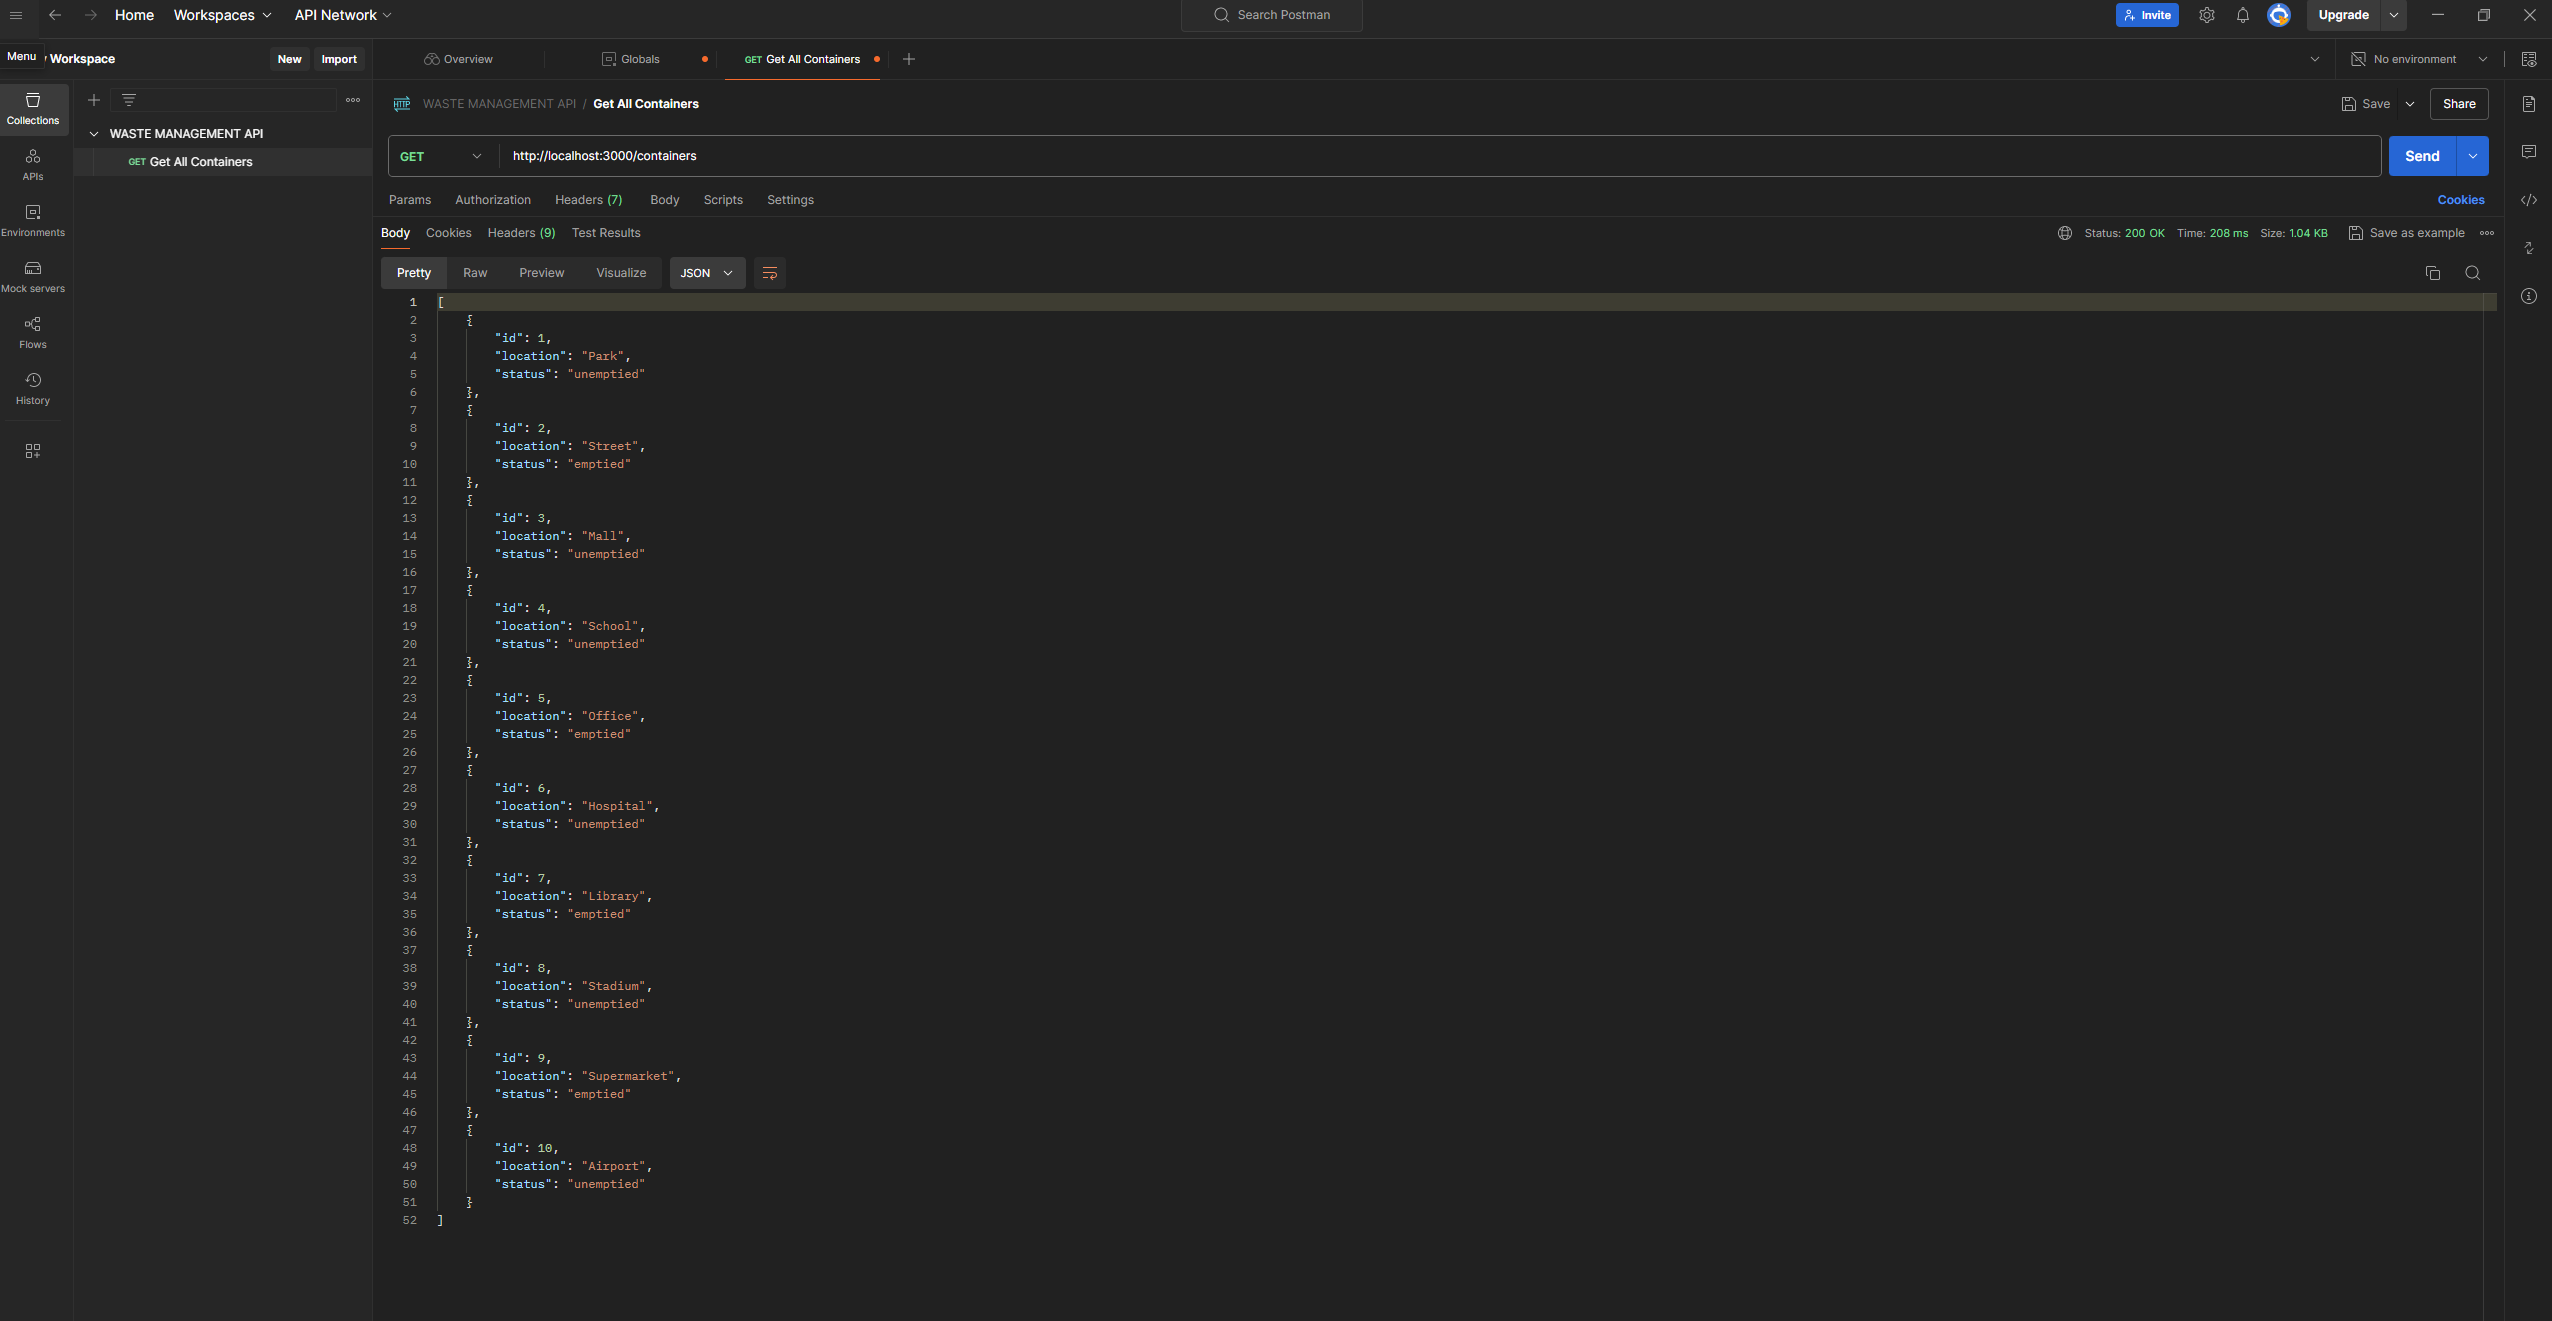 Home Workspaces API Network Search Postman Invite Upgrade
Menu Workspace New Import Overview Globals GET Get All Containers No environment
Collections
APIs
Environments
Mock servers
Flows
History
WASTE MANAGEMENT API
GET Get All Containers
HTTP WASTE MANAGEMENT API / Get All Containers Save Share
GET http://localhost:3000/containers Send
Params Authorization Headers (7) Body Scripts Settings Cookies
Body Cookies Headers (9) Test Results Status: 200 OK Time: 208 ms Size: 1.04 KB Save as example
Pretty Raw Preview Visualize JSON
1 [
2 {
3 "id": 1,
4 "location": "Park",
5 "status": "unemptied"
6 },
7 {
8 "id": 2,
9 "location": "Street",
10 "status": "emptied"
11 },
12 {
13 "id": 3,
14 "location": "Mall",
15 "status": "unemptied"
16 },
17 {
18 "id": 4,
19 "location": "School",
20 "status": "unemptied"
21 },
22 {
23 "id": 5,
24 "location": "Office",
25 "status": "emptied"
26 },
27 {
28 "id": 6,
29 "location": "Hospital",
30 "status": "unemptied"
31 },
32 {
33 "id": 7,
34 "location": "Library",
35 "status": "emptied"
36 },
37 {
38 "id": 8,
39 "location": "Stadium",
40 "status": "unemptied"
41 },
42 {
43 "id": 9,
44 "location": "Supermarket",
45 "status": "emptied"
46 },
47 {
48 "id": 10,
49 "location": "Airport",
50 "status": "unemptied"
51 }
52 ]